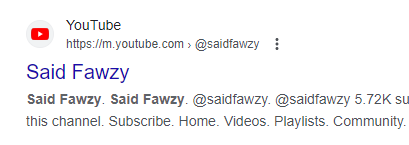 YouTube
https://m.youtube.com › @saidfawzy
Said Fawzy
Said Fawzy. Said Fawzy. @saidfawzy. @saidfawzy 5.72K su
this channel. Subscribe. Home. Videos. Playlists. Community.